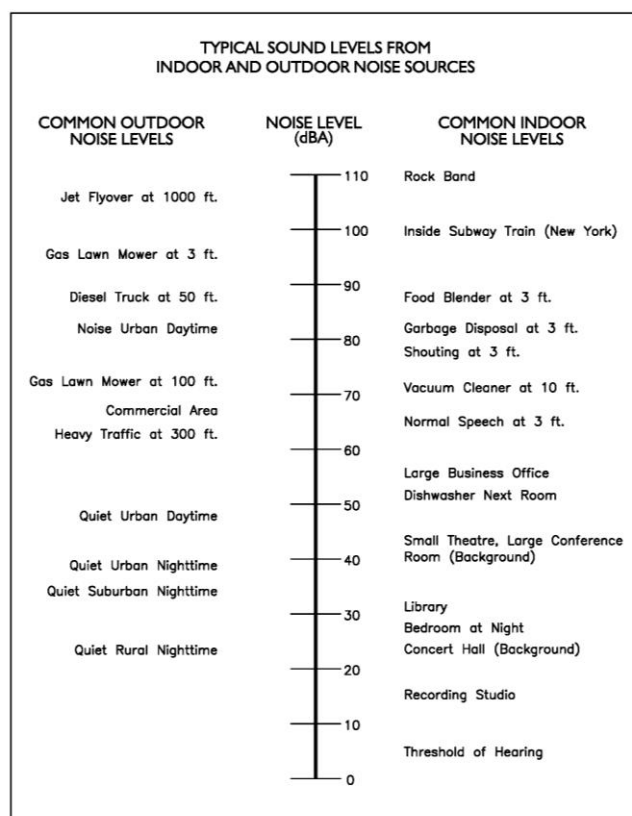 TYPICAL SOUND LEVELS FROM
INDOOR AND OUTDOOR NOISE SOURCES
COMMON OUTDOOR
NOISE LEVELS
NOISE LEVEL
(dBA)
COMMON INDOOR
NOISE LEVELS
110
Rock Band
Jet Flyover at 1000 ft.
100
Inside Subway Train (New York)
Gas Lawn Mower at 3 ft.
90
Diesel Truck at 50 ft.
Food Blender at 3 ft.
Noise Urban Daytime
Garbage Disposal at 3 ft.
80
Shouting at 3 ft.
Gas Lawn Mower at 100 ft.
Vacuum Cleaner at 10 ft.
70
Commercial Area
Normal Speech at 3 ft.
Heavy Traffic at 300 ft.
60
Large Business Office
Dishwasher Next Room
50
Quiet Urban Daytime
Small Theatre, Large Conference
Room (Background)
40
Quiet Urban Nighttime
Quiet Suburban Nighttime
30
Library
Bedroom at Night
Quiet Rural Nighttime
Concert Hall (Background)
20
Recording Studio
10
Threshold of Hearing
0